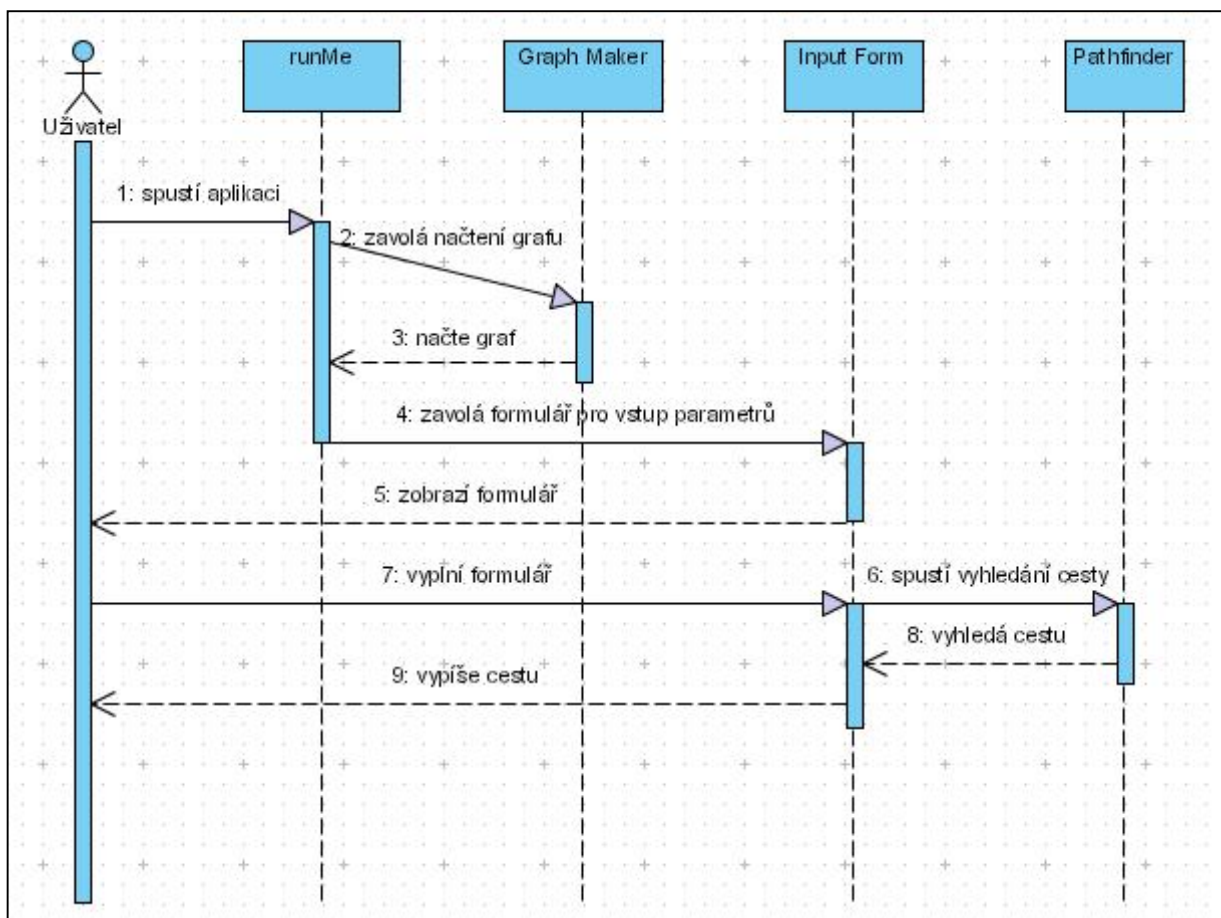 runMe
Graph Maker
Input Form
Pathfinder
Uživatel
1: spustí aplikaci
2: zavolá načtení grafu
3: načte graf
4: zavolá formulář pro vstup parametrů
5: zobrazí formulář
7: vyplní formulář
6: spustí vyhledání cesty
8: vyhledá cestu
9: vypíše cestu